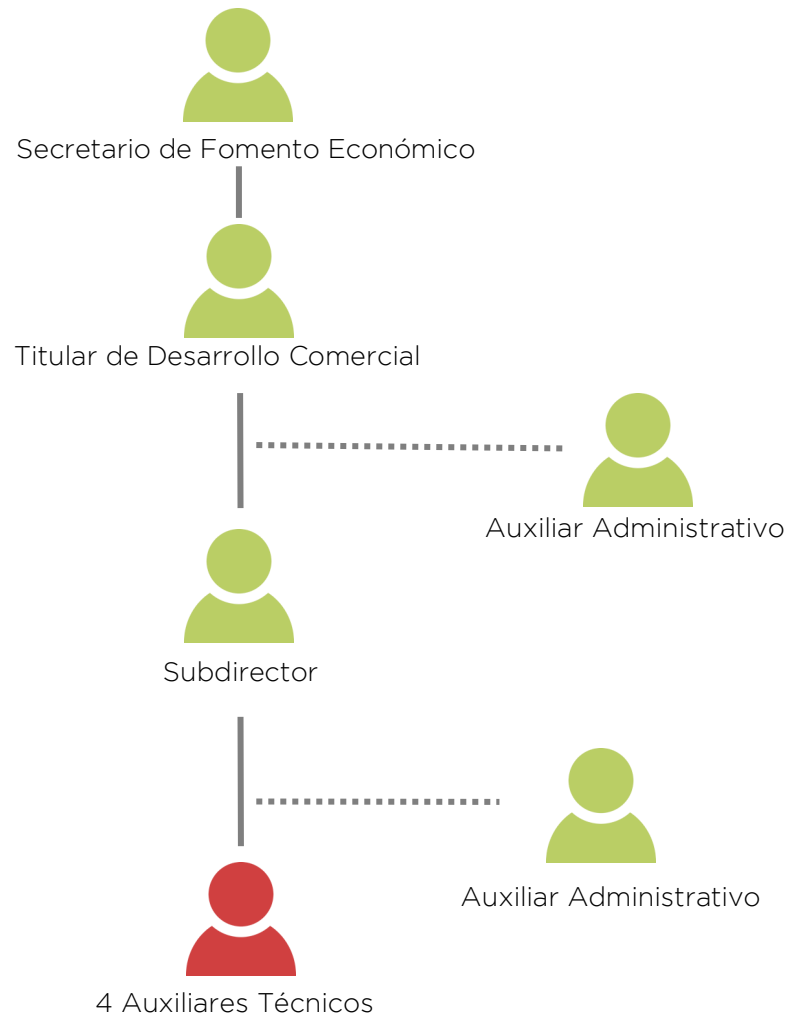 Secretario de Fomento Económico
Titular de Desarrollo Comercial
Auxiliar Administrativo
Subdirector
Auxiliar Administrativo
4 Auxiliares Técnicos